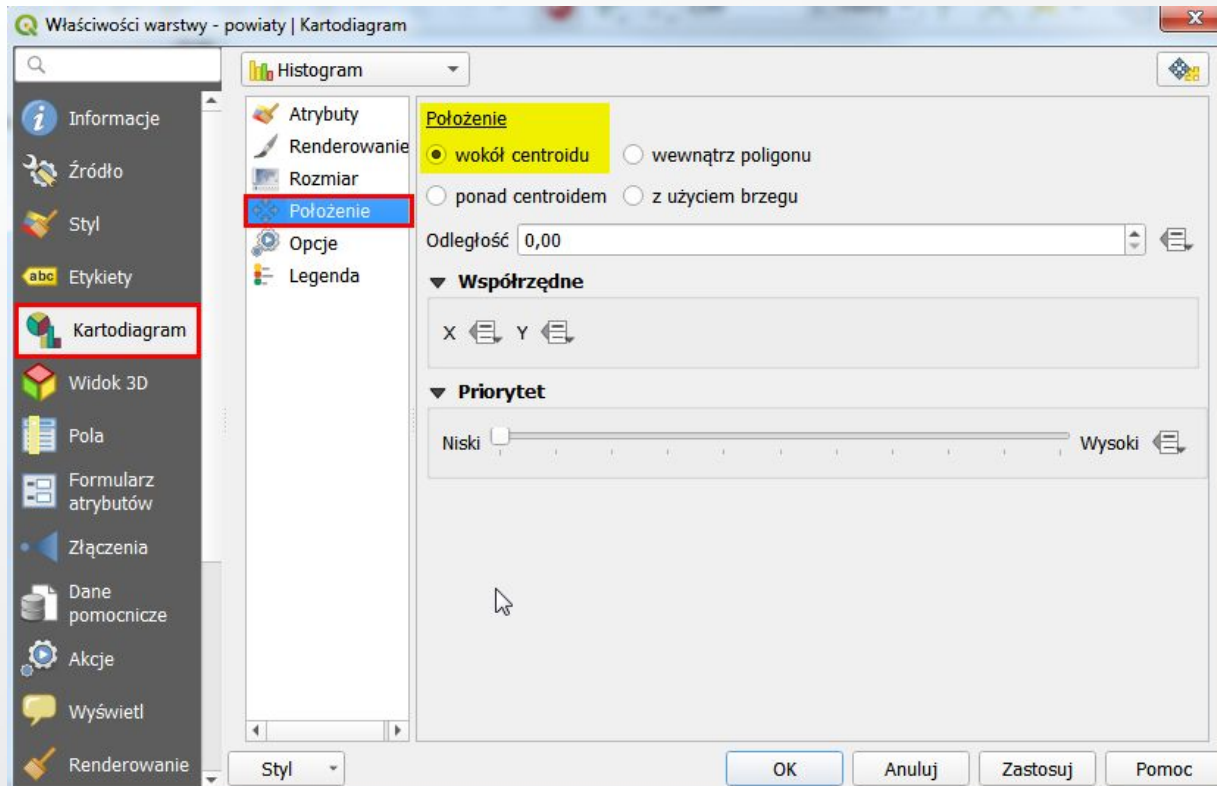 Właściwości warstwy - powiaty | Kartodiagram
Informacje
Źródło
Styl
abc Etykiety
Kartodiagram
Widok 3D
Pola
Formularz
atrybutów
Złączenia
Dane
pomocnicze
Akcje
Wyświetl
Renderowanie
Histogram
Atrybuty
Renderowanie
Rozmiar
Położenie
Opcje
Legenda
Położenie
wokół centroidu
wewnątrz poligonu
ponad centroidem
z użyciem brzegu
Odległość 0,00
Współrzędne
X Y
Priorytet
Niski Wysoki
Styl
OK
Anuluj
Zastosuj
Pomoc